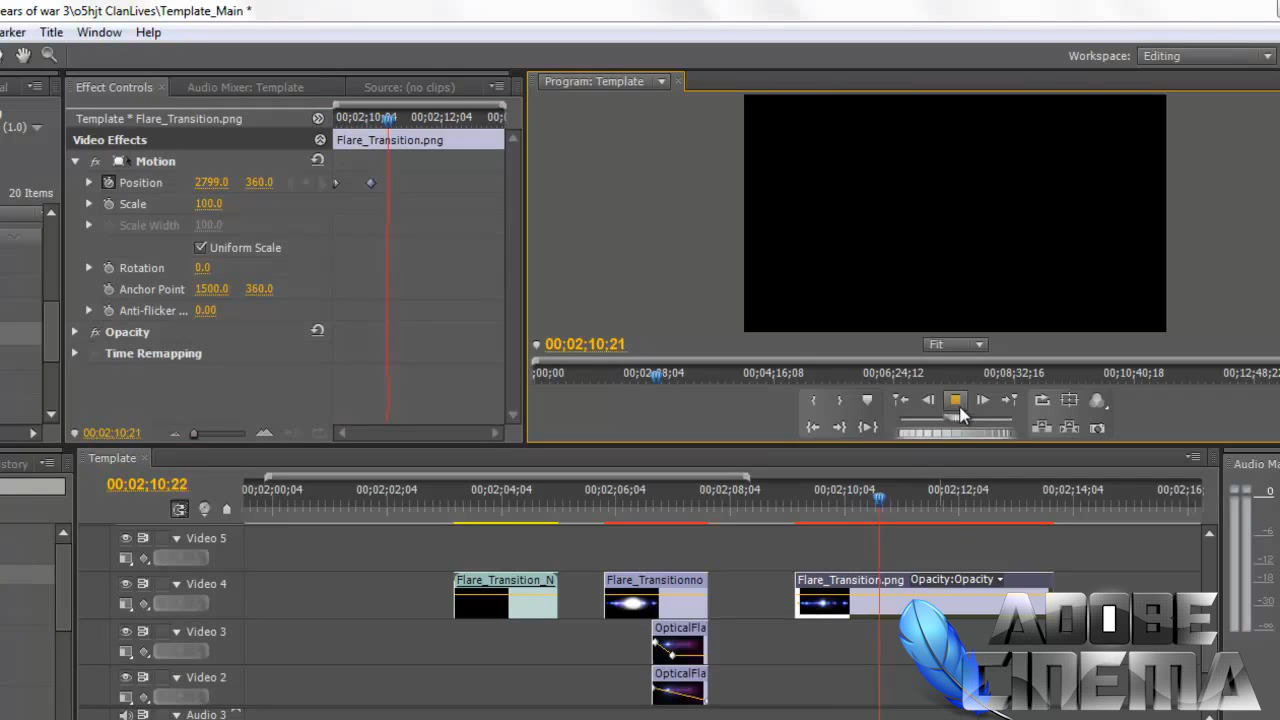 ears of war 3\o5hjt ClanLives\Template_Main *
arker Title Window Help
Workspace: Editing
Effect Controls Audio Mixer: Template Source: (no clips)
Program: Template
Template * Flare_Transition.png
00;02;10;04 00;02;12;04 00;
(1.0)
Video Effects
Flare_Transition.png
fx Motion
Position 2799.0 360.0
20 Items
Scale 100.0
Scale Width 100.0
Uniform Scale
Rotation 0.0
Anchor Point 1500.0 360.0
Anti-flicker ... 0.00
fx Opacity
Time Remapping
00;02;10;21
Fit
;00;00 00;02;08;04 00;04;16;08 00;06;24;12 00;08;32;16 00;10;40;18 00;12;48;22
00;02;10;21
story
Template
Audio Ma
00;02;10;22
00;02;00;04 00;02;02;04 00;02;04;04 00;02;06;04 00;02;08;04 00;02;10;04 00;02;12;04 00;02;14;04 00;02;16;
0
-6
-12
-18
-30
-∞
Video 5
Video 4
Flare_Transition_N Flare_Transitionno Flare_Transition.png Opacity:Opacity
Video 3
OpticalFla
Video 2
OpticalFla
Audio 3
ADOBE
CINEMA